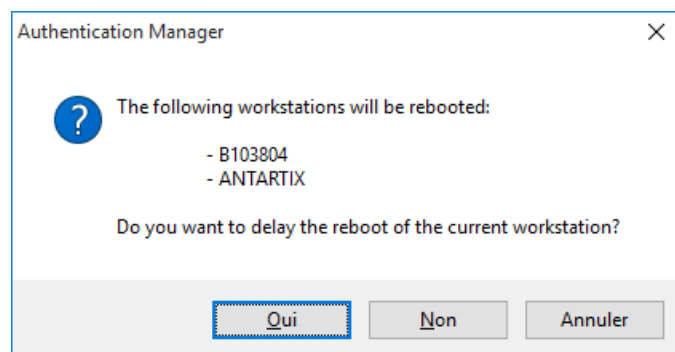 Authentication Manager
The following workstations will be rebooted:
- B103804
- ANTARTIX
Do you want to delay the reboot of the current workstation?
Oui
Non
Annuler